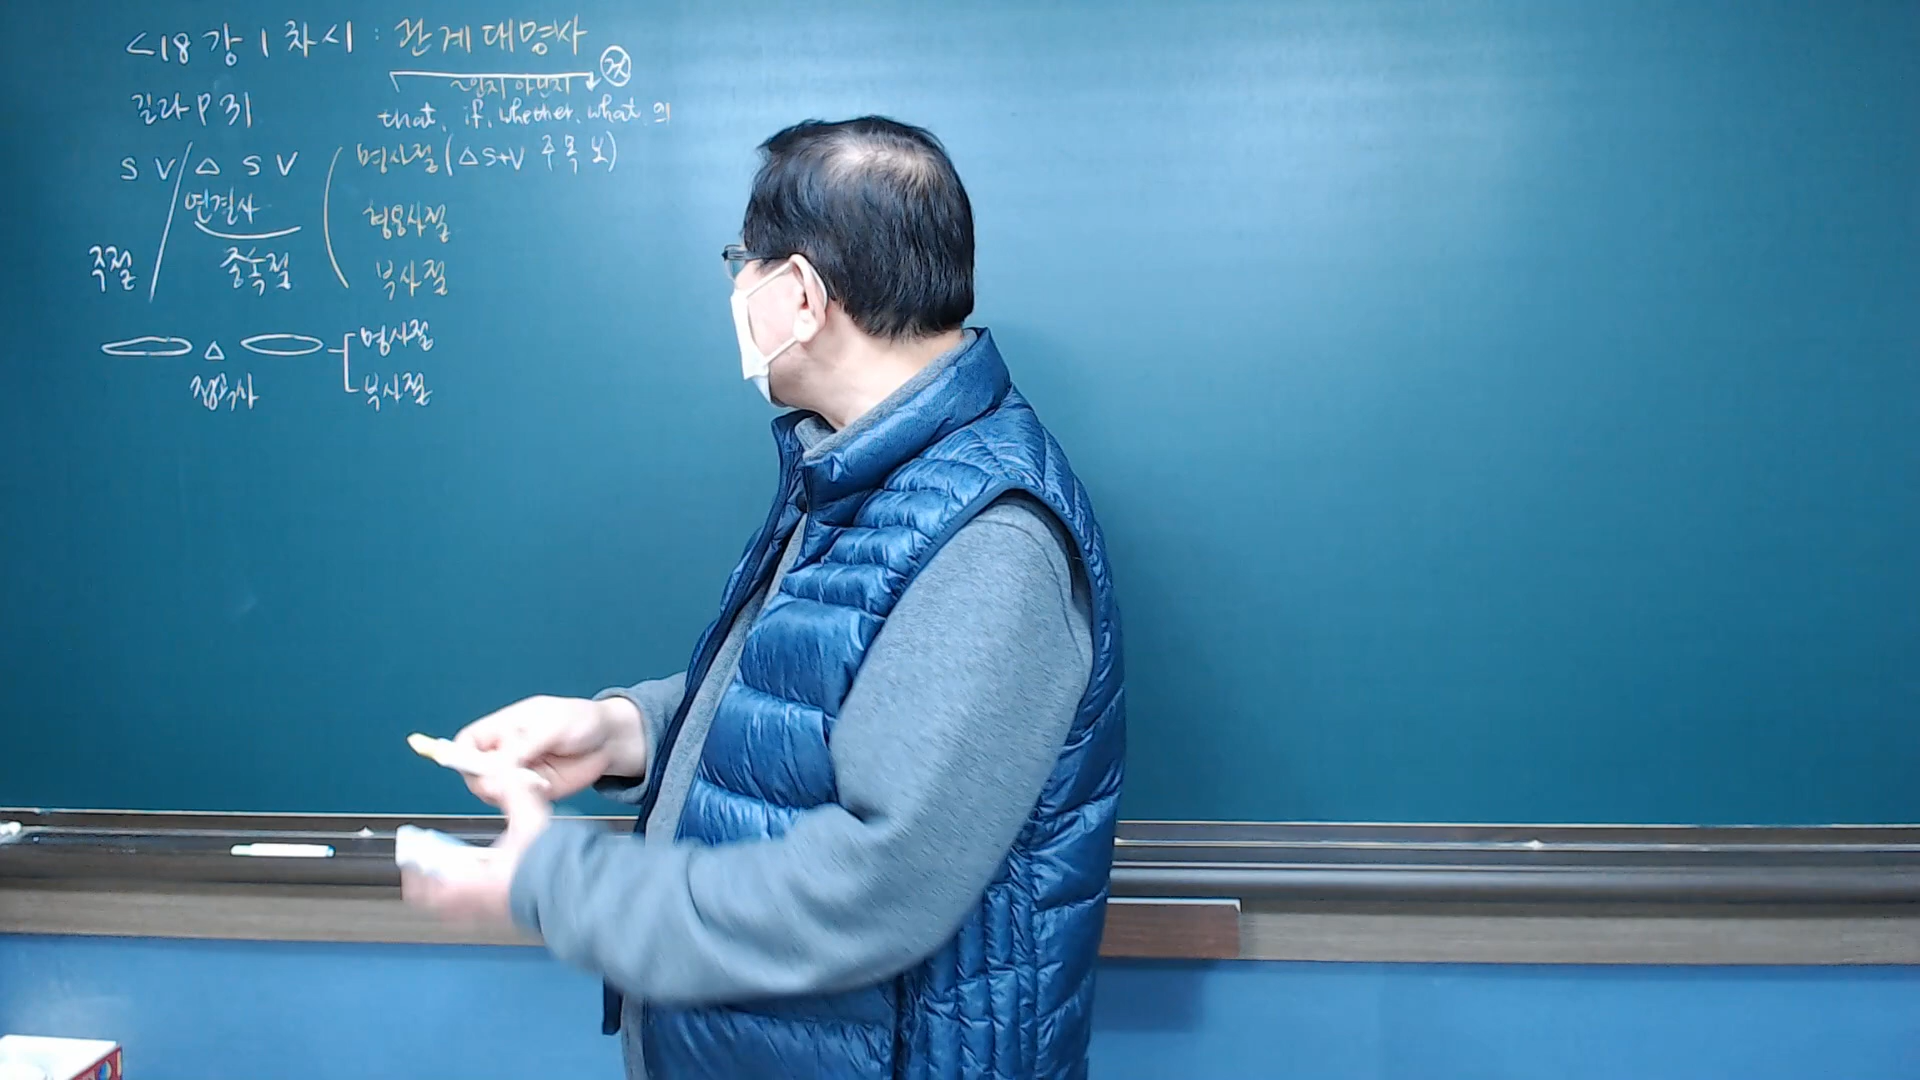 <18강 1차시 : 관계대명사
것
~인지 아닌지
길라 P 31
that, if, whether, what, 의
S V / △ S V
명사절 (△ S+V 주 목 보)
연결사
형용사절
주절
종속절
부사절
△
명사절
접속사
부사절